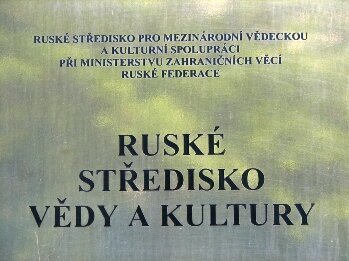 RUSKÉ STŘEDISKO PRO MEZINÁRODNÍ VĚDECKOU
A KULTURNÍ SPOLUPRÁCI
PŘI MINISTERSTVU ZAHRANIČNÍCH VĚCÍ
RUSKÉ FEDERACE
RUSKÉ
STŘEDISKO
VĚDY A KULTURY